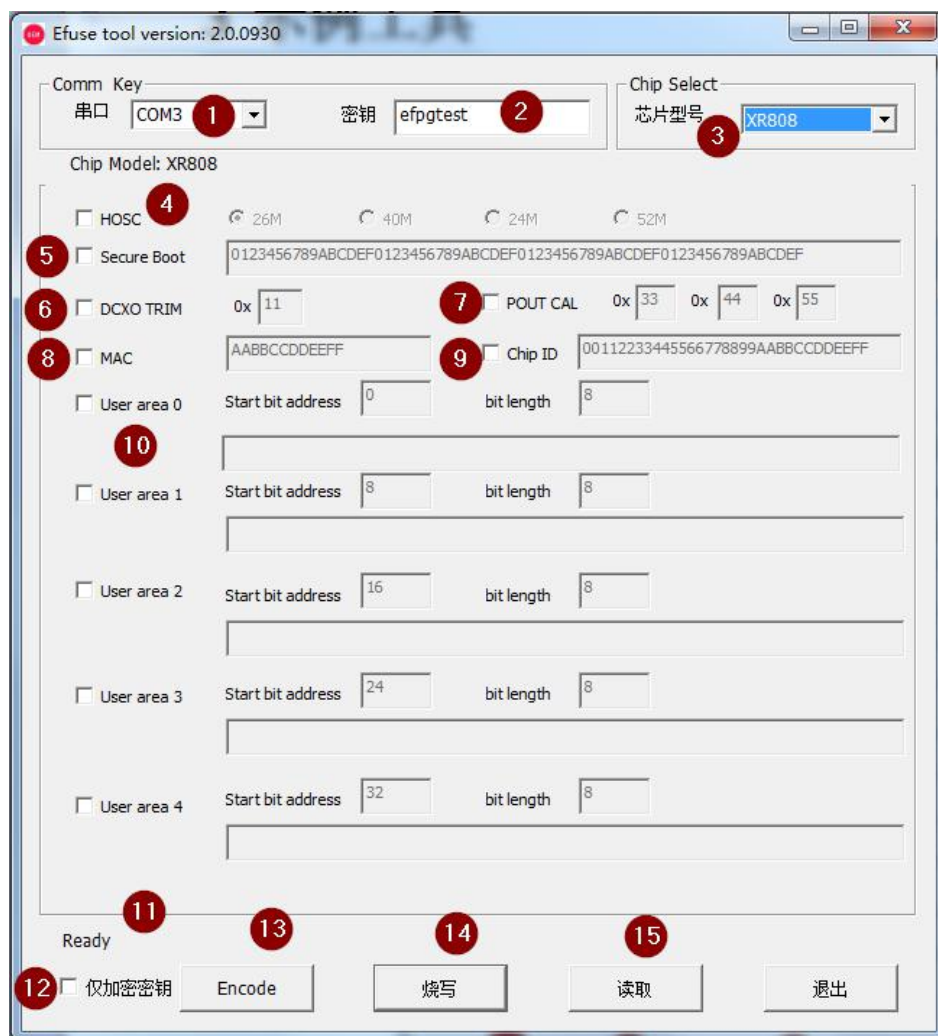 Efuse tool version: 2.0.0930
Comm Key
Chip Select
串口 COM3 1 密钥 efpgtest 2
芯片型号 3 XR808
Chip Model: XR808
HOSC 4 26M 40M 24M 52M
5 Secure Boot 0123456789ABCDEF0123456789ABCDEF0123456789ABCDEF0123456789ABCDEF
6 DCXO TRIM 0x 11 7 POUT CAL 0x 33 0x 44 0x 55
8 MAC AABBCCDDEEFF 9 Chip ID 00112233445566778899AABBCCDDEEFF
User area 0 Start bit address 0 bit length 8
10
User area 1 Start bit address 8 bit length 8
User area 2 Start bit address 16 bit length 8
User area 3 Start bit address 24 bit length 8
User area 4 Start bit address 32 bit length 8
11
Ready
13 14 15
12 仅加密密钥 Encode 烧写 读取 退出